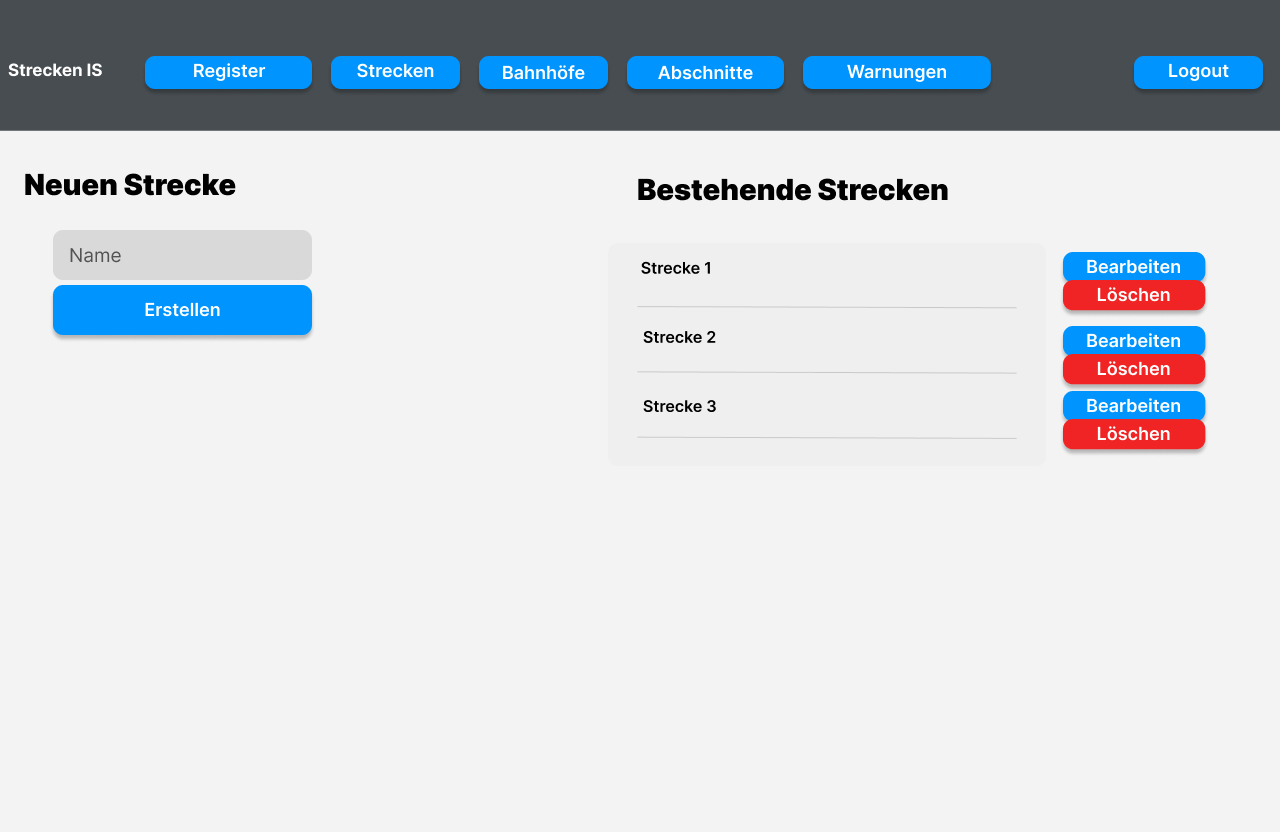 Strecken IS
Register
Strecken
Bahnhöfe
Abschnitte
Warnungen
Logout
Neuen Strecke
Name
Erstellen
Bestehende Strecken
Strecke 1
Bearbeiten
Löschen
Strecke 2
Bearbeiten
Löschen
Strecke 3
Bearbeiten
Löschen